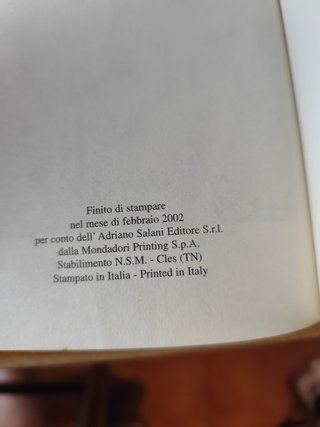 Finito di stampare
nel mese di febbraio 2002
per conto dell' Adriano Salani Editore S.r.l.
dalla Mondadori Printing S.p.A.
Stabilimento N.S.M. - Cles (TN)
Stampato in Italia - Printed in Italy